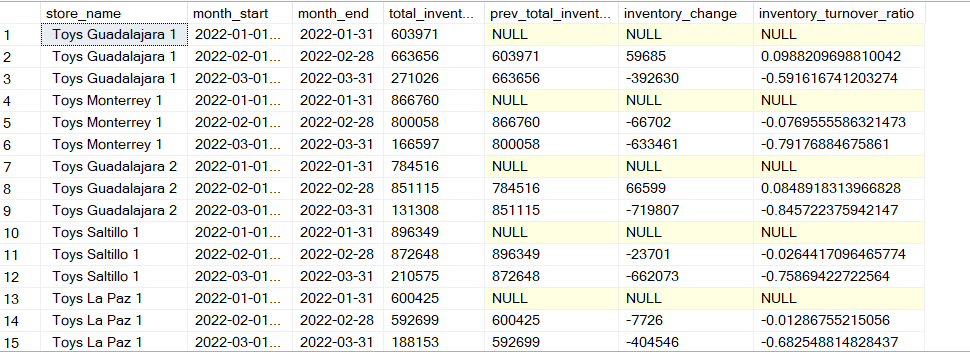 store_name month_start month_end total_invent... prev_total_invent... inventory_change inventory_turnover_ratio
1 Toys Guadalajara 1 2022-01-01... 2022-01-31 603971 NULL NULL NULL
2 Toys Guadalajara 1 2022-02-01... 2022-02-28 663656 603971 59685 0.0988209698810042
3 Toys Guadalajara 1 2022-03-01... 2022-03-31 271026 663656 -392630 -0.591616741203274
4 Toys Monterrey 1 2022-01-01... 2022-01-31 866760 NULL NULL NULL
5 Toys Monterrey 1 2022-02-01... 2022-02-28 800058 866760 -66702 -0.0769555586321473
6 Toys Monterrey 1 2022-03-01... 2022-03-31 166597 800058 -633461 -0.79176884675861
7 Toys Guadalajara 2 2022-01-01... 2022-01-31 784516 NULL NULL NULL
8 Toys Guadalajara 2 2022-02-01... 2022-02-28 851115 784516 66599 0.0848918313966828
9 Toys Guadalajara 2 2022-03-01... 2022-03-31 131308 851115 -719807 -0.845722375942147
10 Toys Saltillo 1 2022-01-01... 2022-01-31 896349 NULL NULL NULL
11 Toys Saltillo 1 2022-02-01... 2022-02-28 872648 896349 -23701 -0.0264417096465774
12 Toys Saltillo 1 2022-03-01... 2022-03-31 210575 872648 -662073 -0.75869422722564
13 Toys La Paz 1 2022-01-01... 2022-01-31 600425 NULL NULL NULL
14 Toys La Paz 1 2022-02-01... 2022-02-28 592699 600425 -7726 -0.01286755215056
15 Toys La Paz 1 2022-03-01... 2022-03-31 188153 592699 -404546 -0.682548814828437